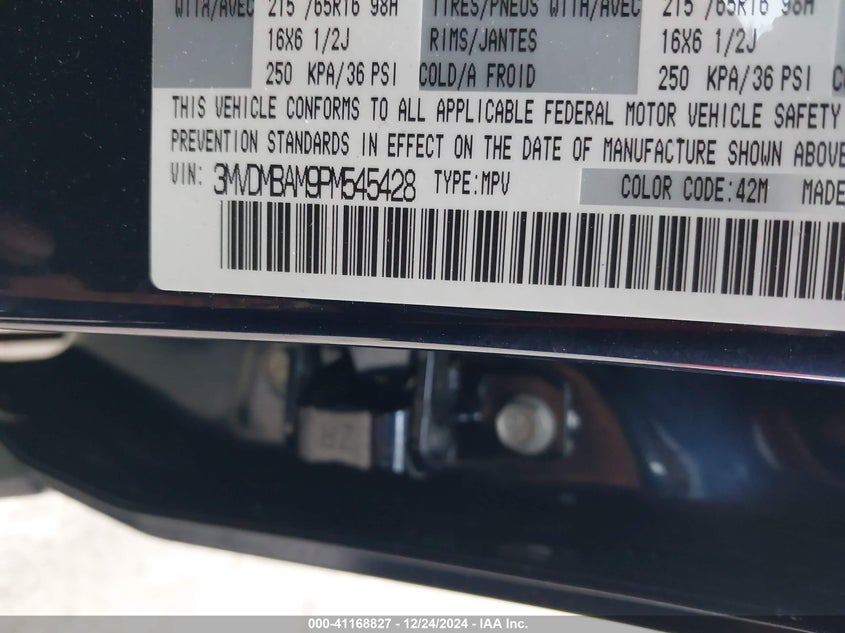 WITH/AVEC 215 /65R16 98H TIRES/PNEUS WITH/AVEC 215 /65R16 98H
16X6 1/2J RIMS/JANTES 16X6 1/2J
250 KPA/36 PSI COLD/A FROID 250 KPA/36 PSI
THIS VEHICLE CONFORMS TO ALL APPLICABLE FEDERAL MOTOR VEHICLE SAFETY
PREVENTION STANDARDS IN EFFECT ON THE DATE OF MANUFACTURE SHOWN ABOVE
VIN: 3MVDMBAM9PM545428 TYPE:MPV COLOR CODE:42M MADE
000-41168827 - 12/24/2024 - IAA Inc.